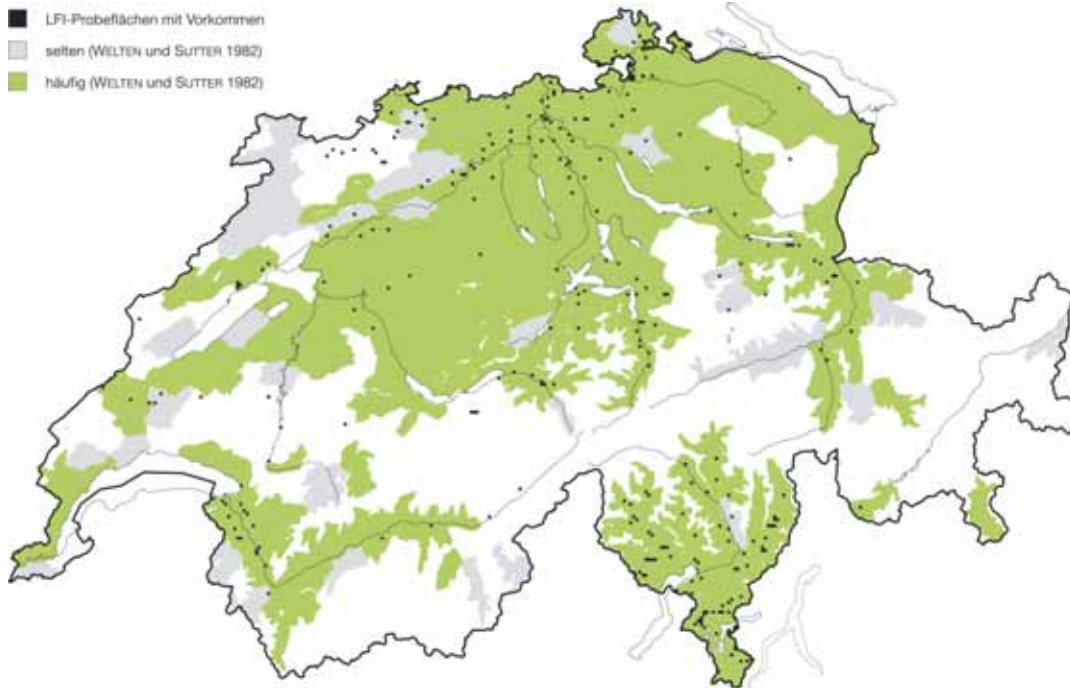 LFI-Probeflächen mit Vorkommen
selten (WELTEN und SUTTER 1982)
häufig (WELTEN und SUTTER 1982)